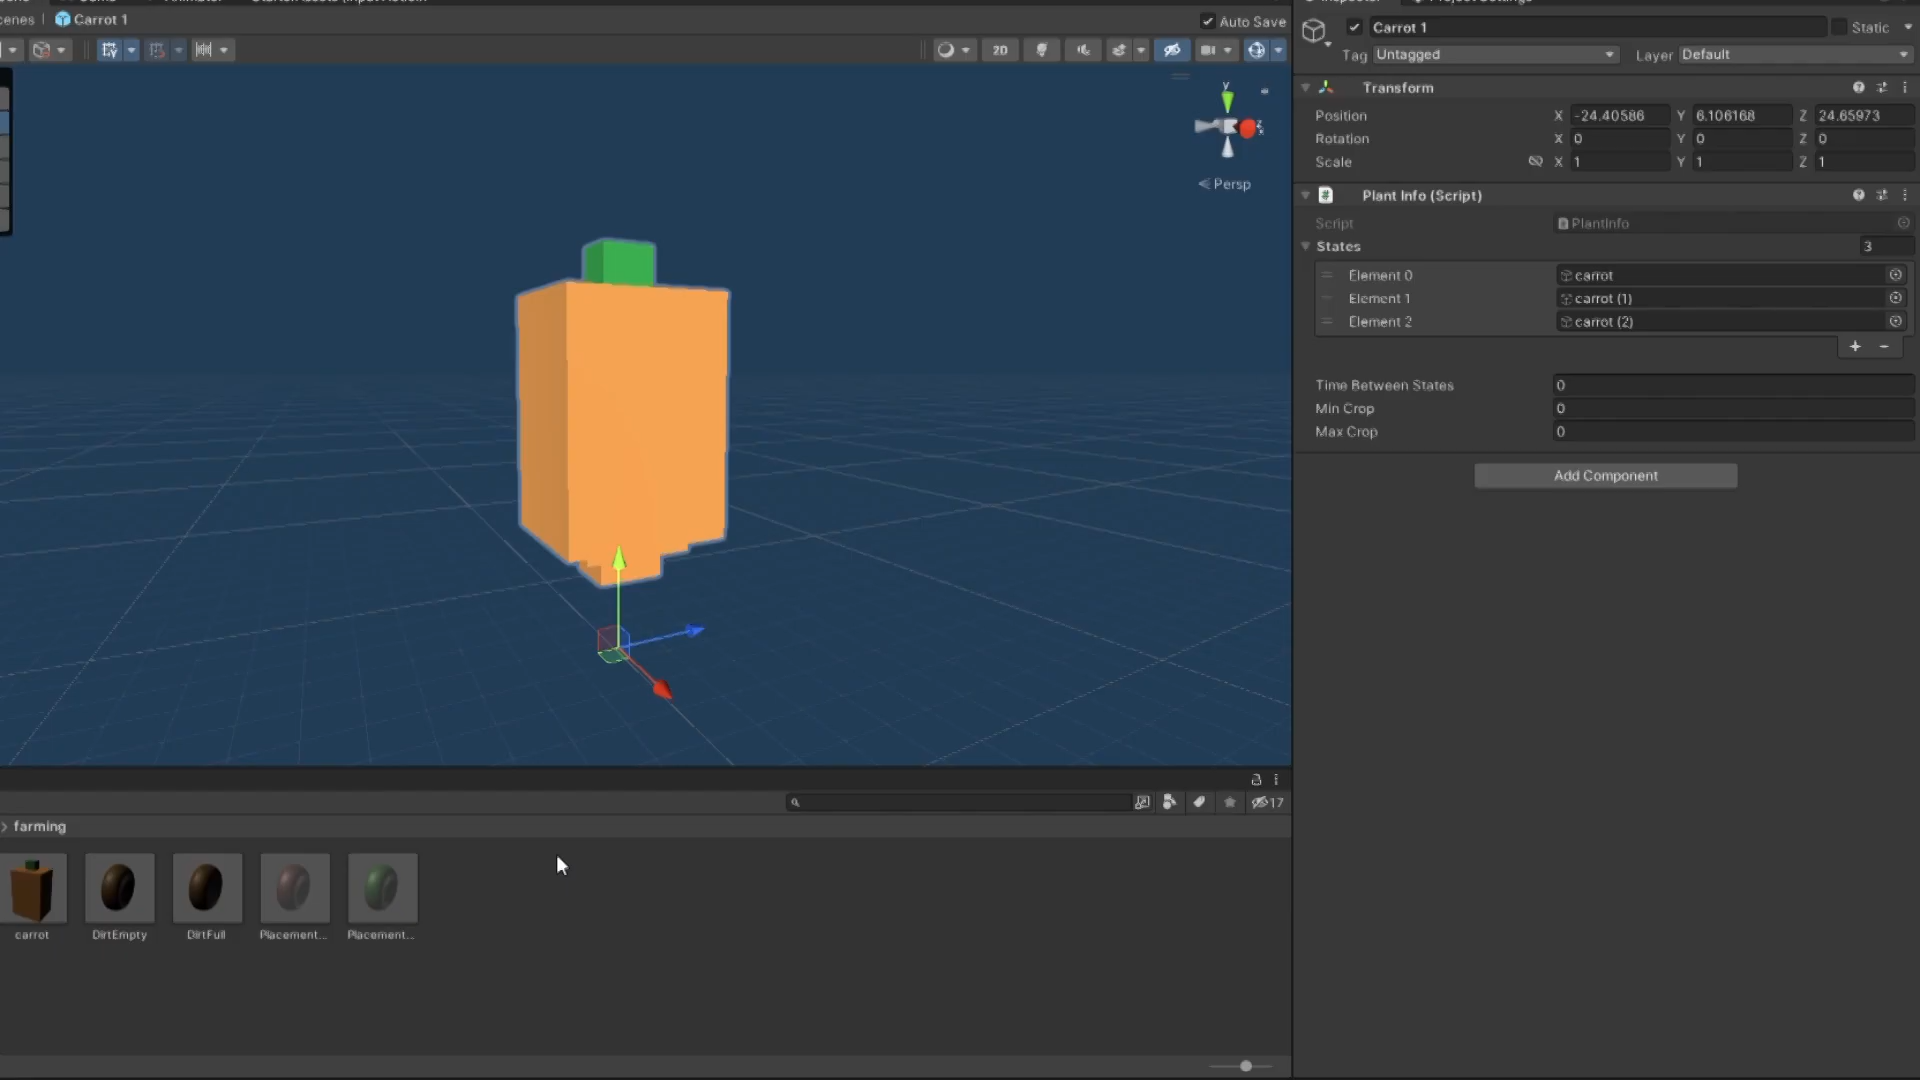 cenes
Carrot 1
Auto Save
2D
y
z
Persp
17
farming
carrot
DirtEmpty
DirtFull
Placement...
Placement...
Carrot 1
Static
Tag Untagged
Layer Default
Transform
Position X -24.40586 Y 6.106168 Z 24.65973
Rotation X 0 Y 0 Z 0
Scale X 1 Y 1 Z 1
Plant Info (Script)
Script PlantInfo
States 3
Element 0 carrot
Element 1 carrot (1)
Element 2 carrot (2)
Time Between States 0
Min Crop 0
Max Crop 0
Add Component